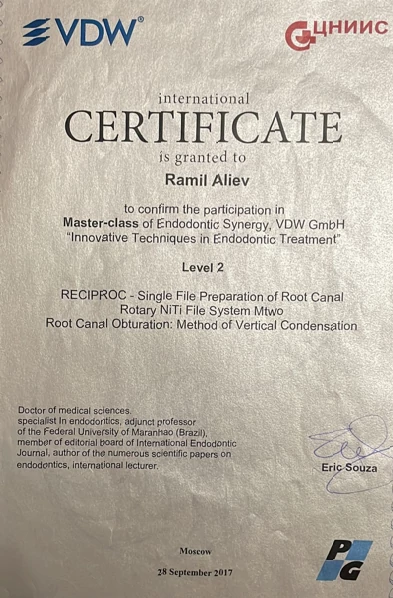 VDW®
ЦНИИС
international
CERTIFICATE
is granted to
Ramil Aliev
to confirm the participation in
Master-class of Endodontic Synergy, VDW GmbH
"Innovative Techniques in Endodontic Treatment"
Level 2
RECIPROC - Single File Preparation of Root Canal
Rotary NiTi File System Mtwo
Root Canal Obturation: Method of Vertical Condensation
Doctor of medical sciences,
specialist In endodontics, adjunct professor
of the Federal University of Maranhao (Brazil),
member of editorial board of International Endodontic
Journal, author of the numerous scientific papers on
endodontics, international lecturer.
Eric Souza
Moscow
28 September 2017
PG